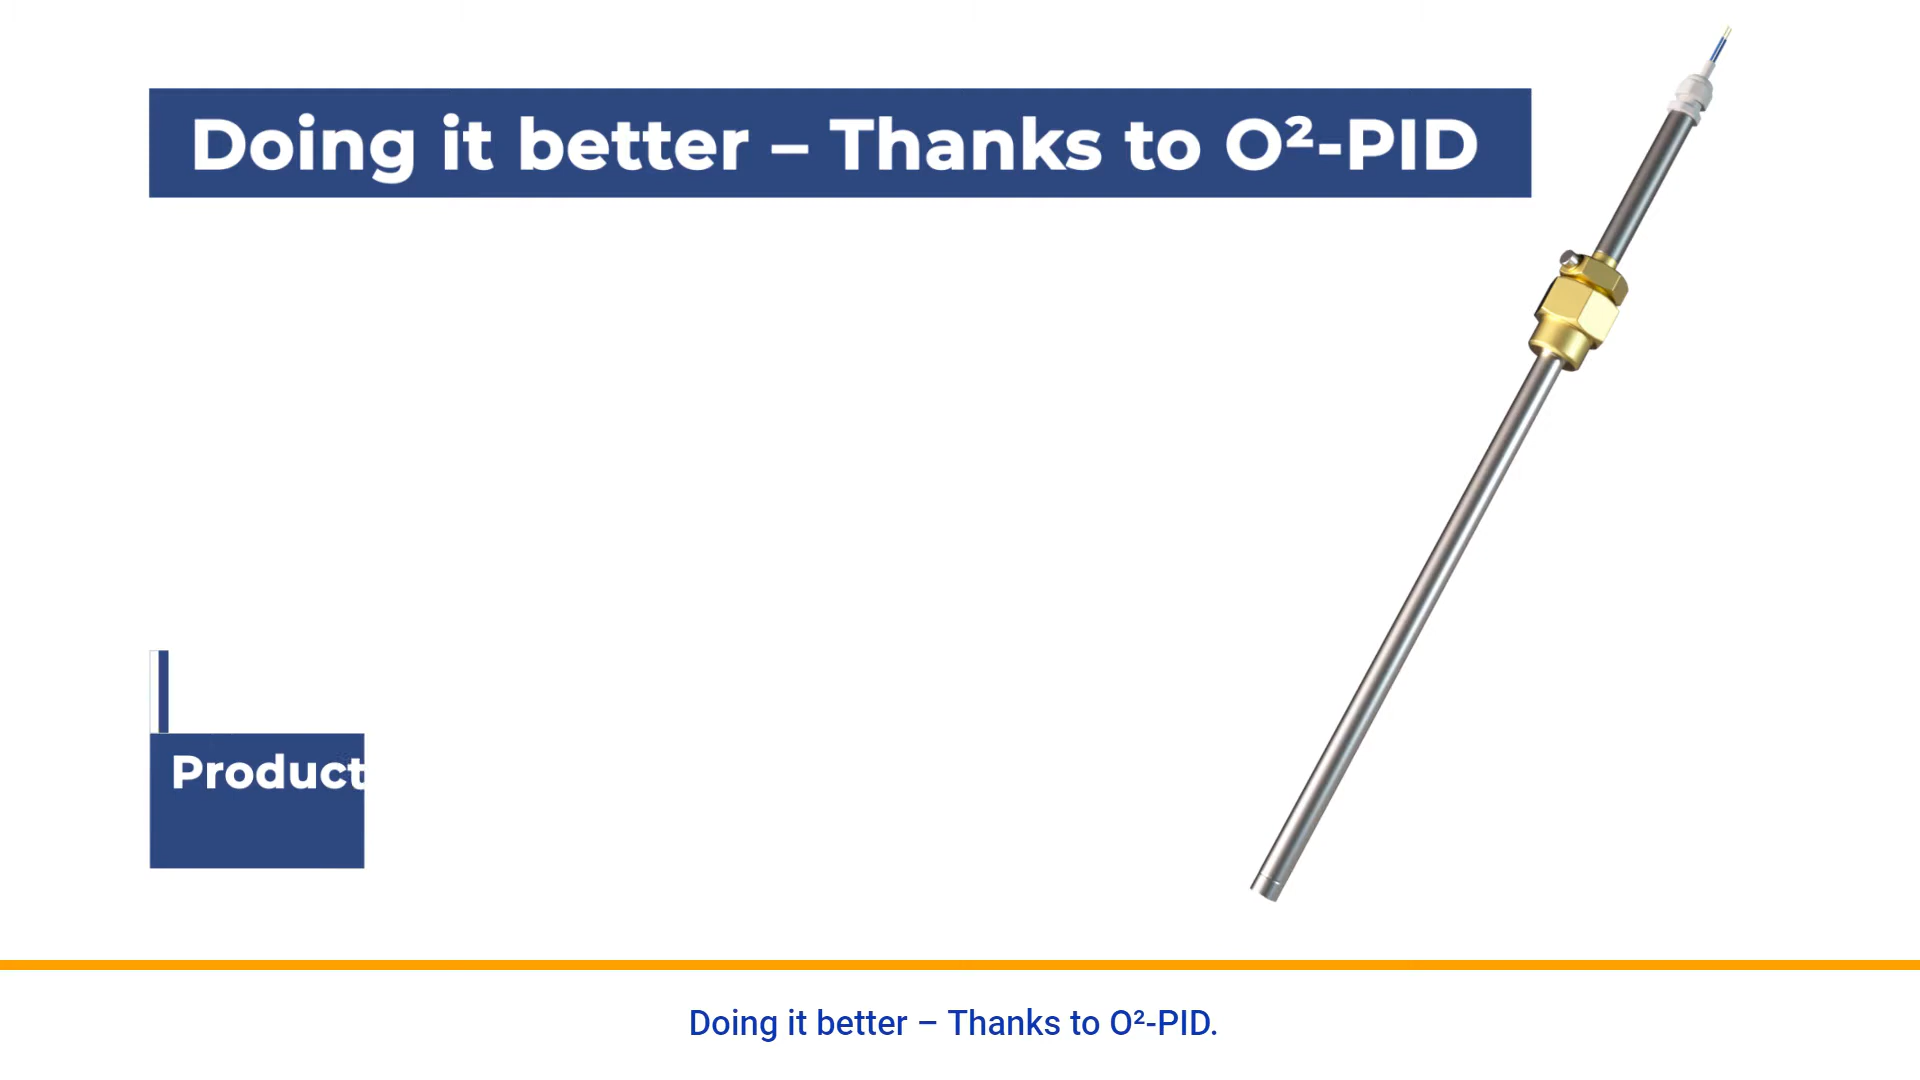 Doing it better – Thanks to O²-PID
Product
Doing it better – Thanks to O²-PID.